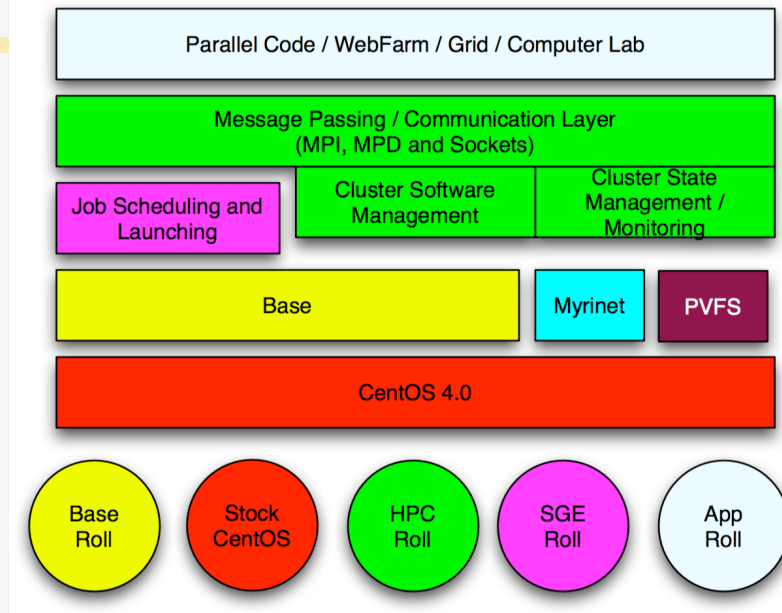 Parallel Code / WebFarm / Grid / Computer Lab
Message Passing / Communication Layer
(MPI, MPD and Sockets)
Job Scheduling and
Launching
Cluster Software
Management
Cluster State
Management /
Monitoring
Base
Myrinet
PVFS
CentOS 4.0
Base
Roll
Stock
CentOS
HPC
Roll
SGE
Roll
App
Roll